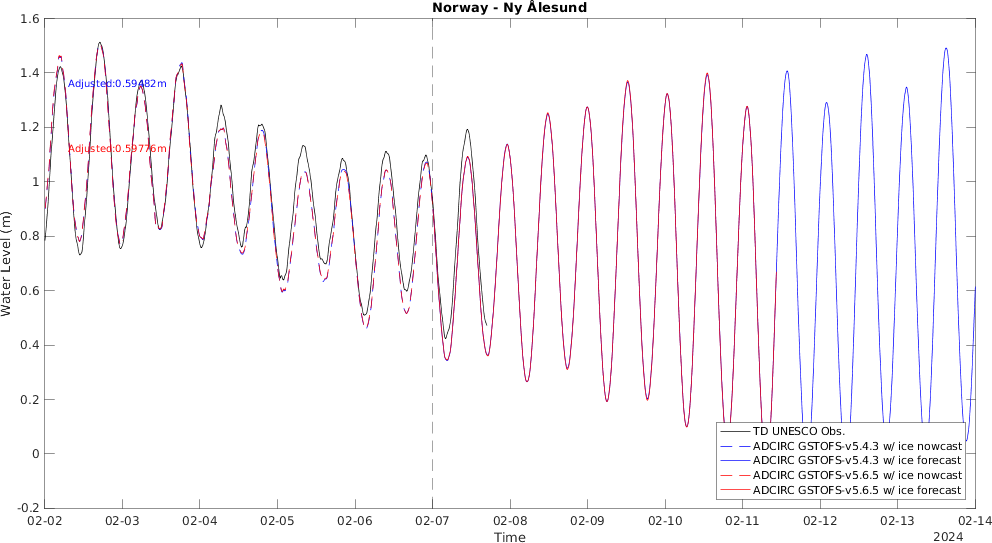 Norway - Ny Ålesund
1.6
1.4
1.2
1
0.8
0.6
0.4
0.2
0
-0.2
Water Level (m)
Adjusted:0.59482m
Adjusted:0.59776m
TD UNESCO Obs.
ADCIRC GSTOFS-v5.4.3 w/ ice nowcast
ADCIRC GSTOFS-v5.4.3 w/ ice forecast
ADCIRC GSTOFS-v5.6.5 w/ ice nowcast
ADCIRC GSTOFS-v5.6.5 w/ ice forecast
02-02 02-03 02-04 02-05 02-06 02-07 02-08 02-09 02-10 02-11 02-12 02-13 02-14
Time
2024